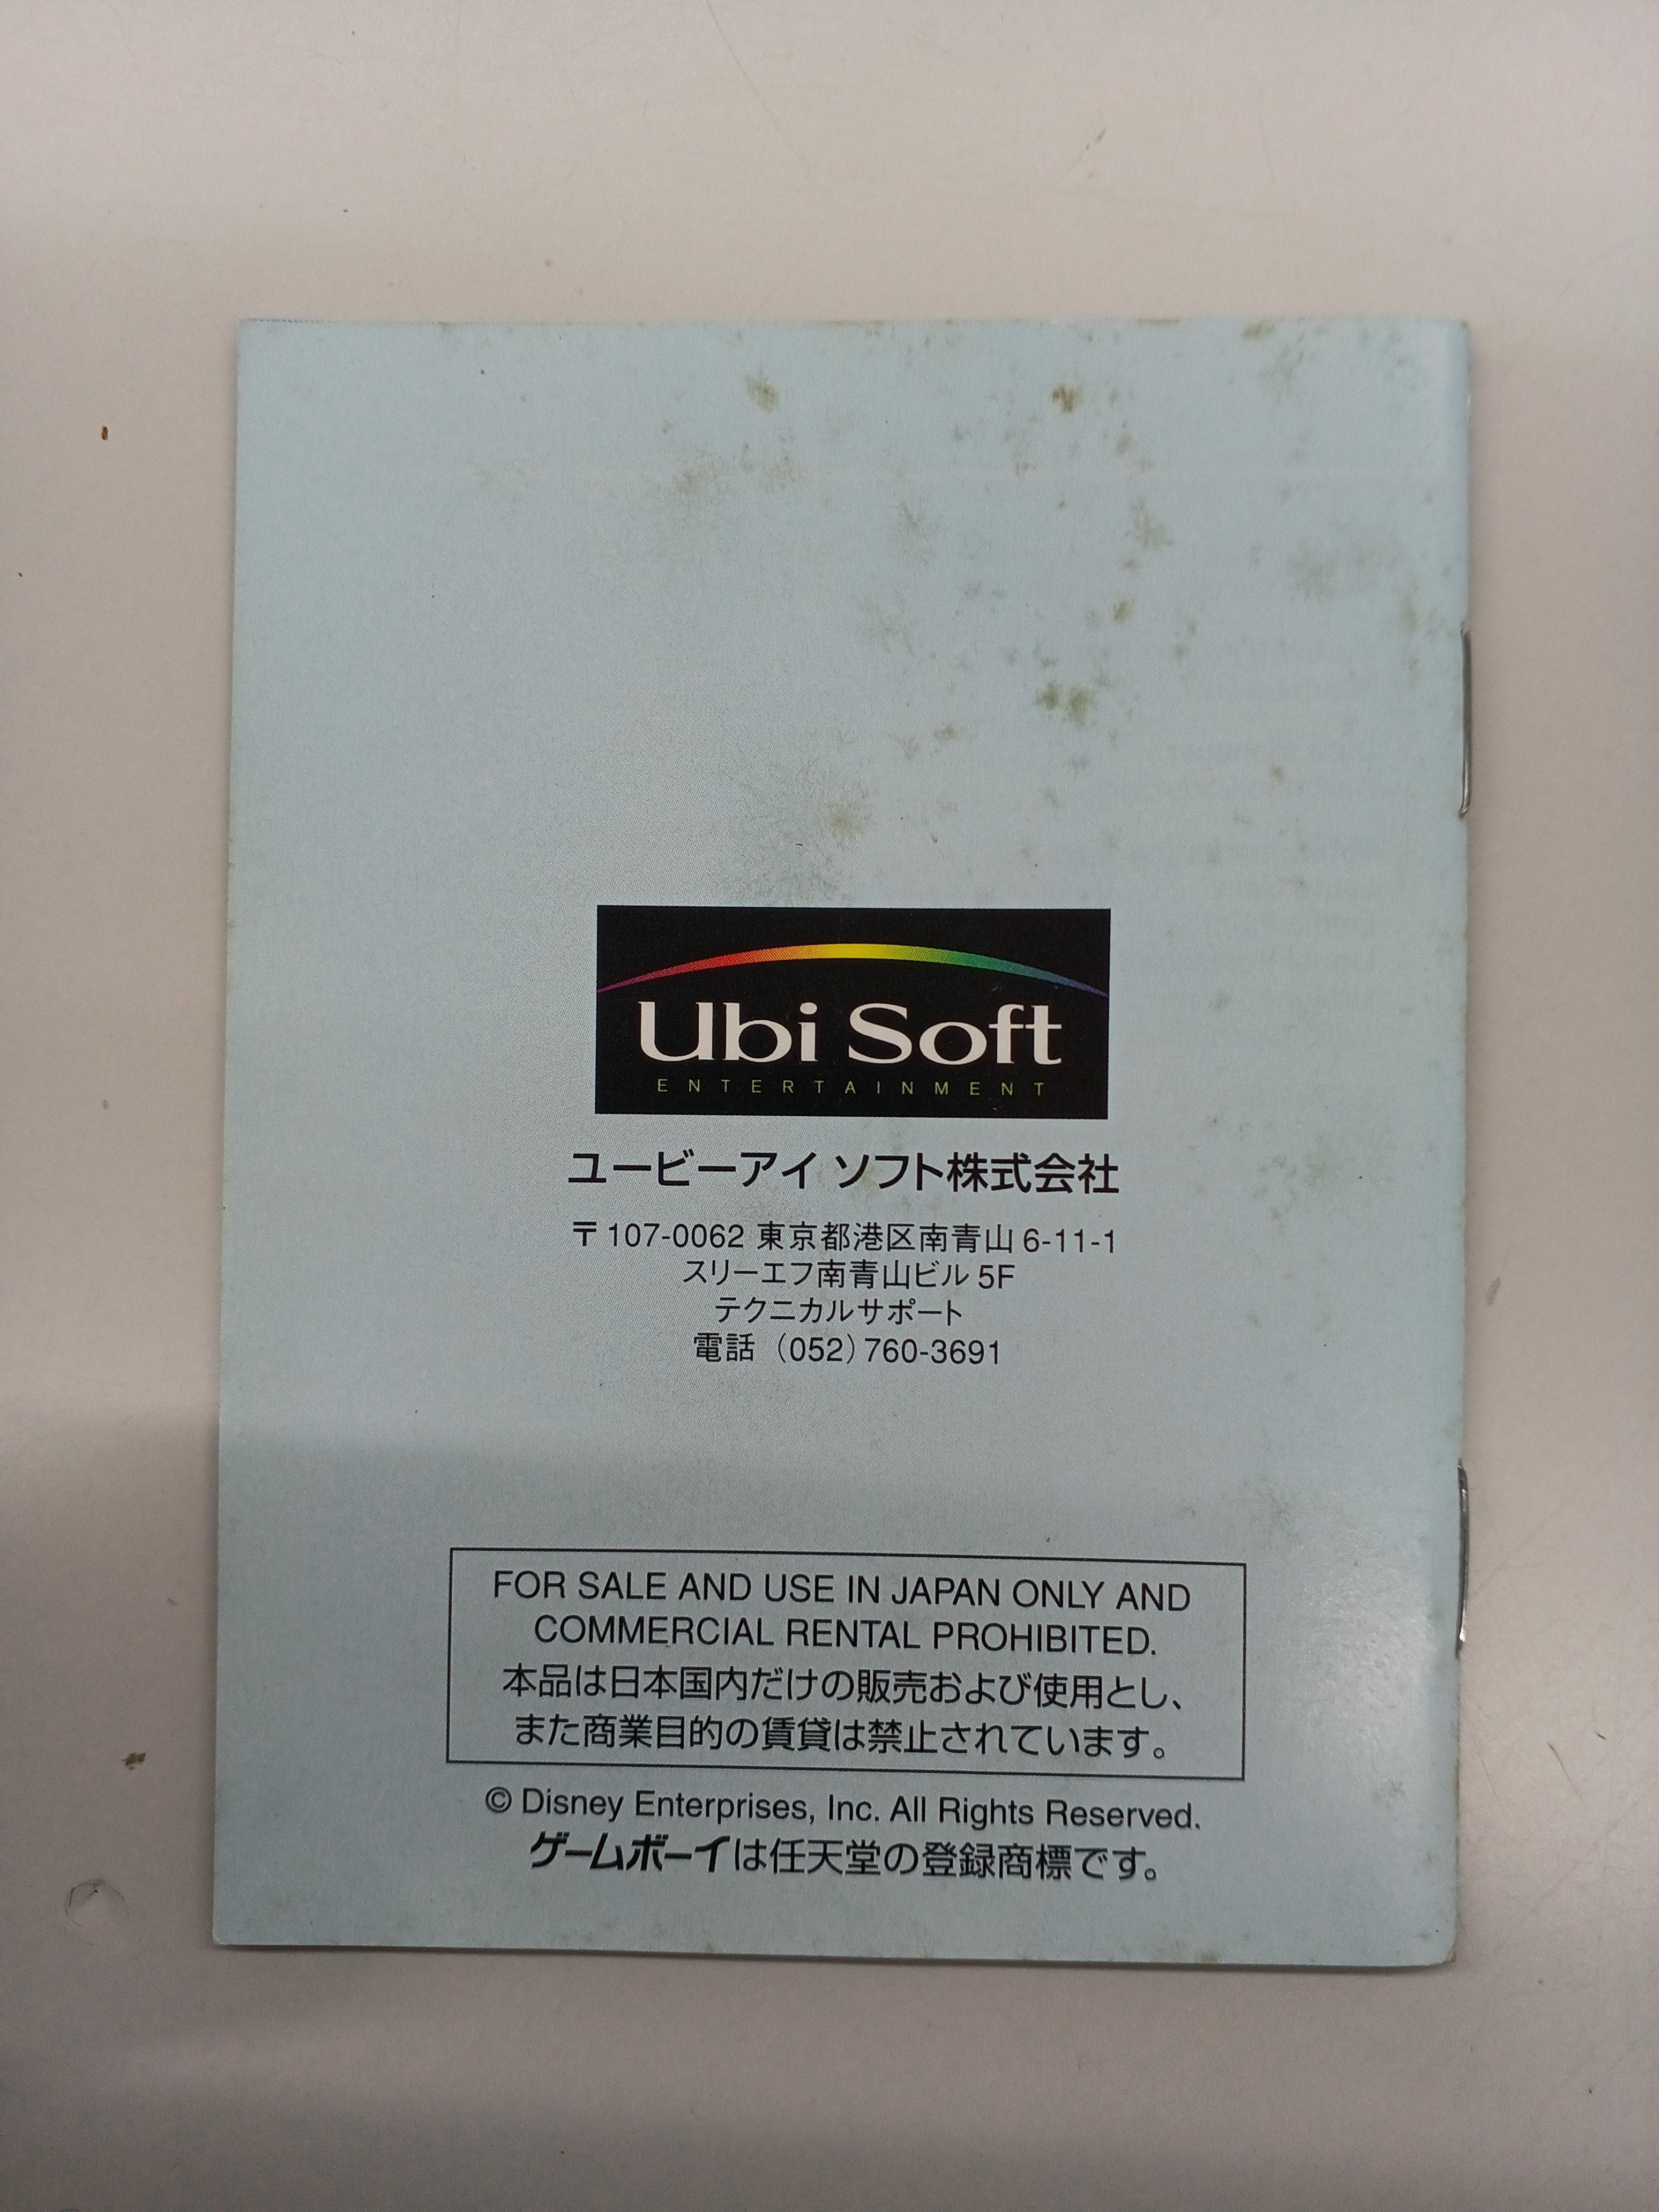 Ubi Soft
ENTERTAINMENT
ユービーアイ ソフト株式会社
〒107-0062 東京都港区南青山 6-11-1
スリーエフ南青山ビル 5F
テクニカルサポート
電話 (052) 760-3691
FOR SALE AND USE IN JAPAN ONLY AND
COMMERCIAL RENTAL PROHIBITED.
本品は日本国内だけの販売および使用とし、
また商業目的の賃貸は禁止されています。
© Disney Enterprises, Inc. All Rights Reserved.
ゲームボーイは任天堂の登録商標です。